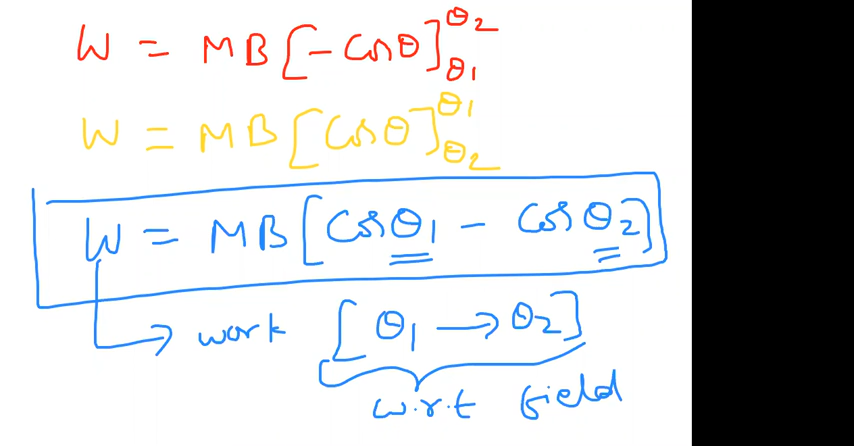 W = MB[-Cosθ]θ2 θ1
W = MB[Cosθ]θ1 θ2
W = MB[Cosθ1 - Cosθ2]
→ work [θ1 → θ2]
w.r.t field